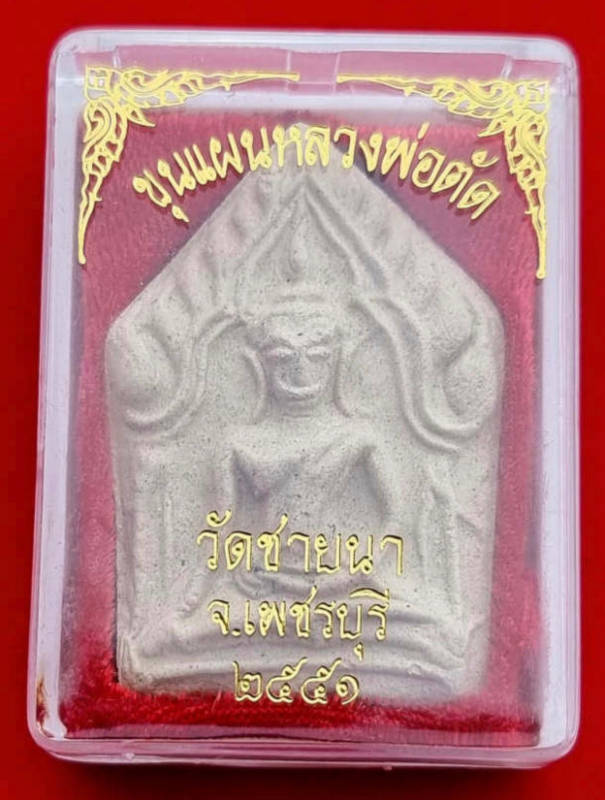 ขุนแผนหลวงพ่อตัด
วัดชายนา
จ.เพชรบุรี
๒๕๕๑